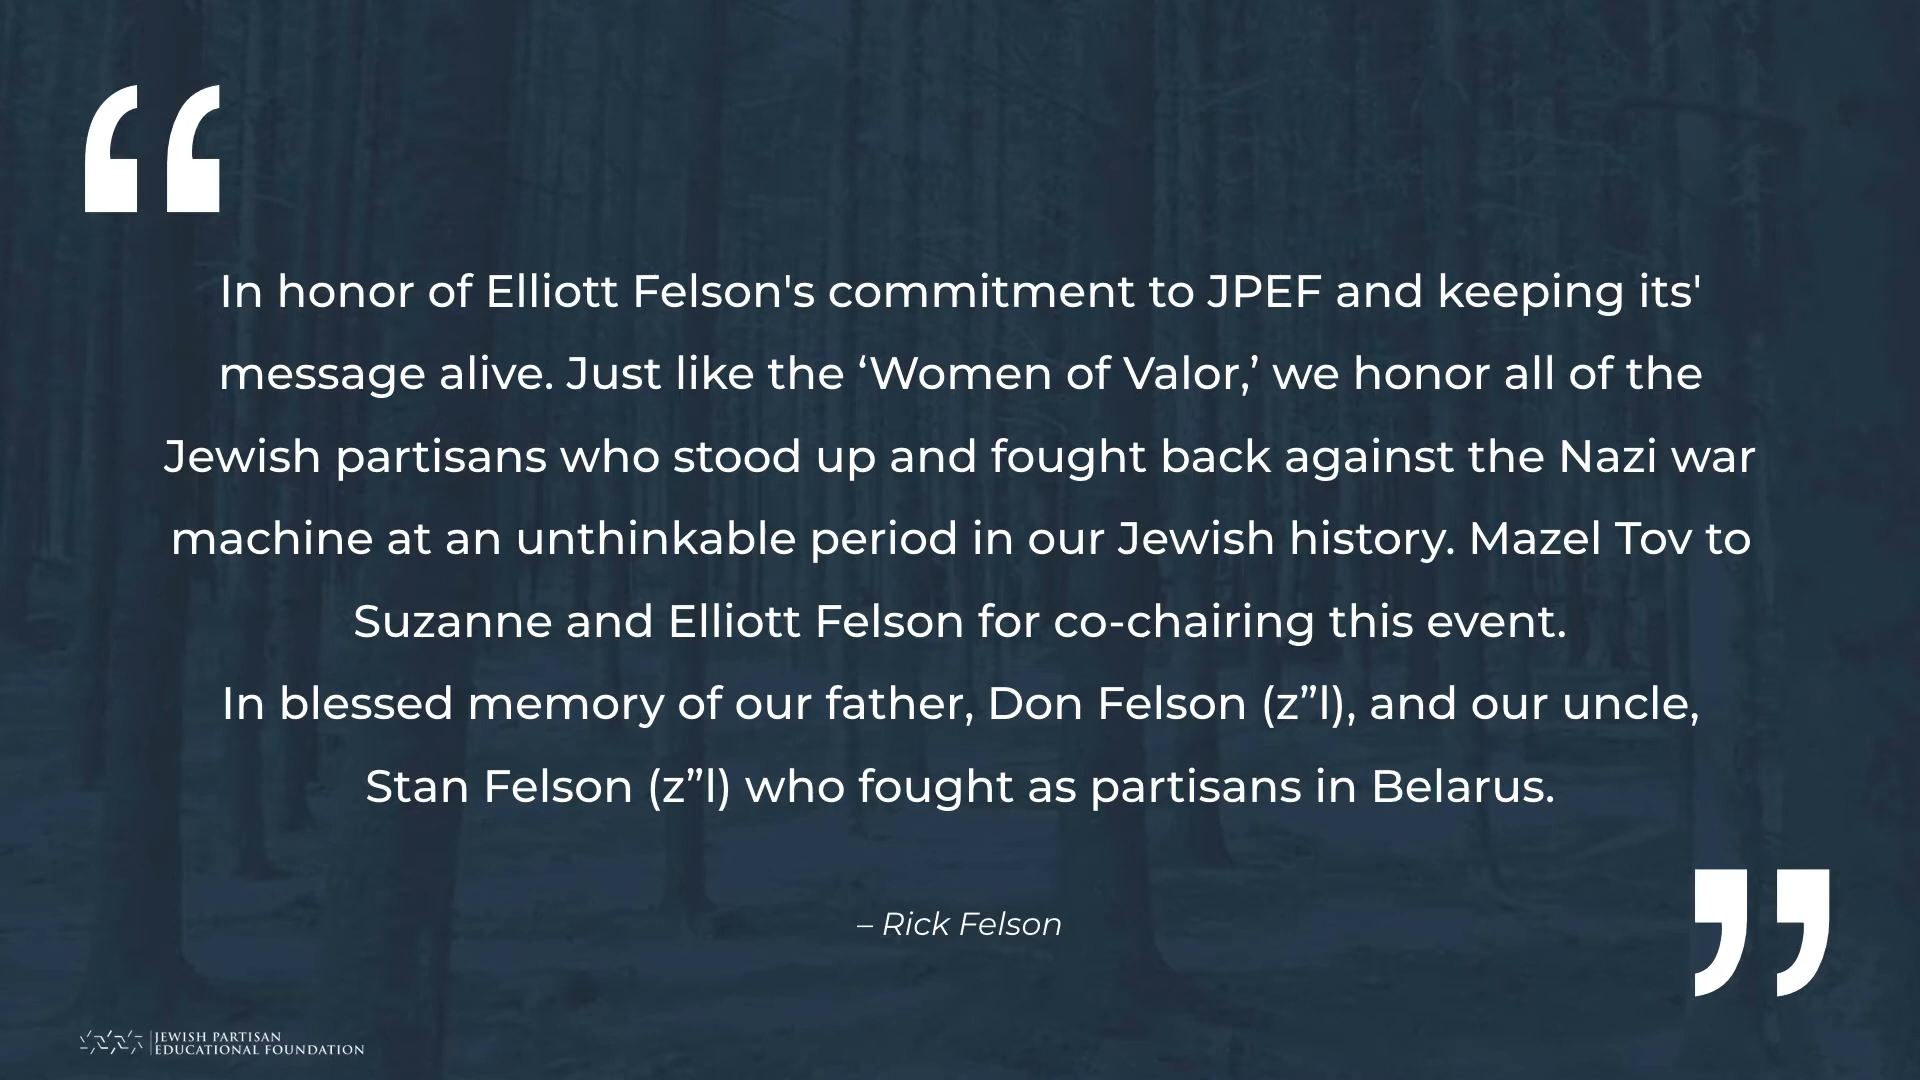 “
In honor of Elliott Felson's commitment to JPEF and keeping its'
message alive. Just like the ‘Women of Valor,’ we honor all of the
Jewish partisans who stood up and fought back against the Nazi war
machine at an unthinkable period in our Jewish history. Mazel Tov to
Suzanne and Elliott Felson for co-chairing this event.
In blessed memory of our father, Don Felson (z”l), and our uncle,
Stan Felson (z”l) who fought as partisans in Belarus.
– Rick Felson
”
JEWISH PARTISAN
EDUCATIONAL FOUNDATION